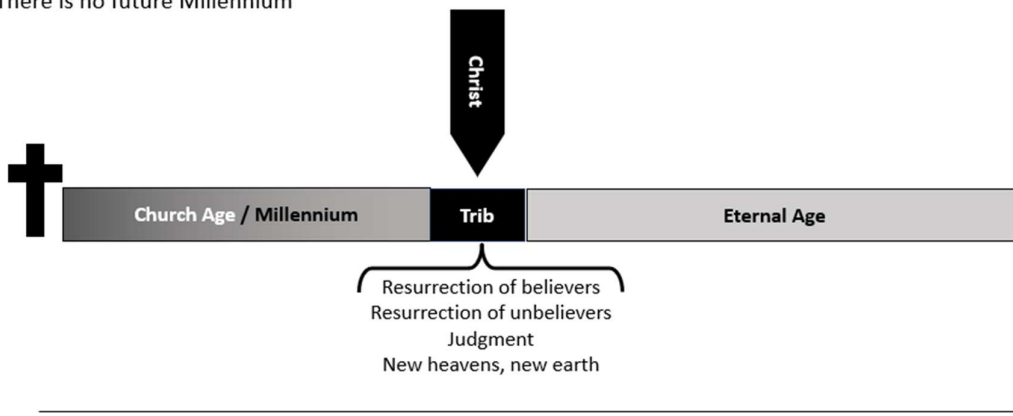 There is no future Millennium
Christ
Church Age / Millennium
Trib
Eternal Age
Resurrection of believers
Resurrection of unbelievers
Judgment
New heavens, new earth